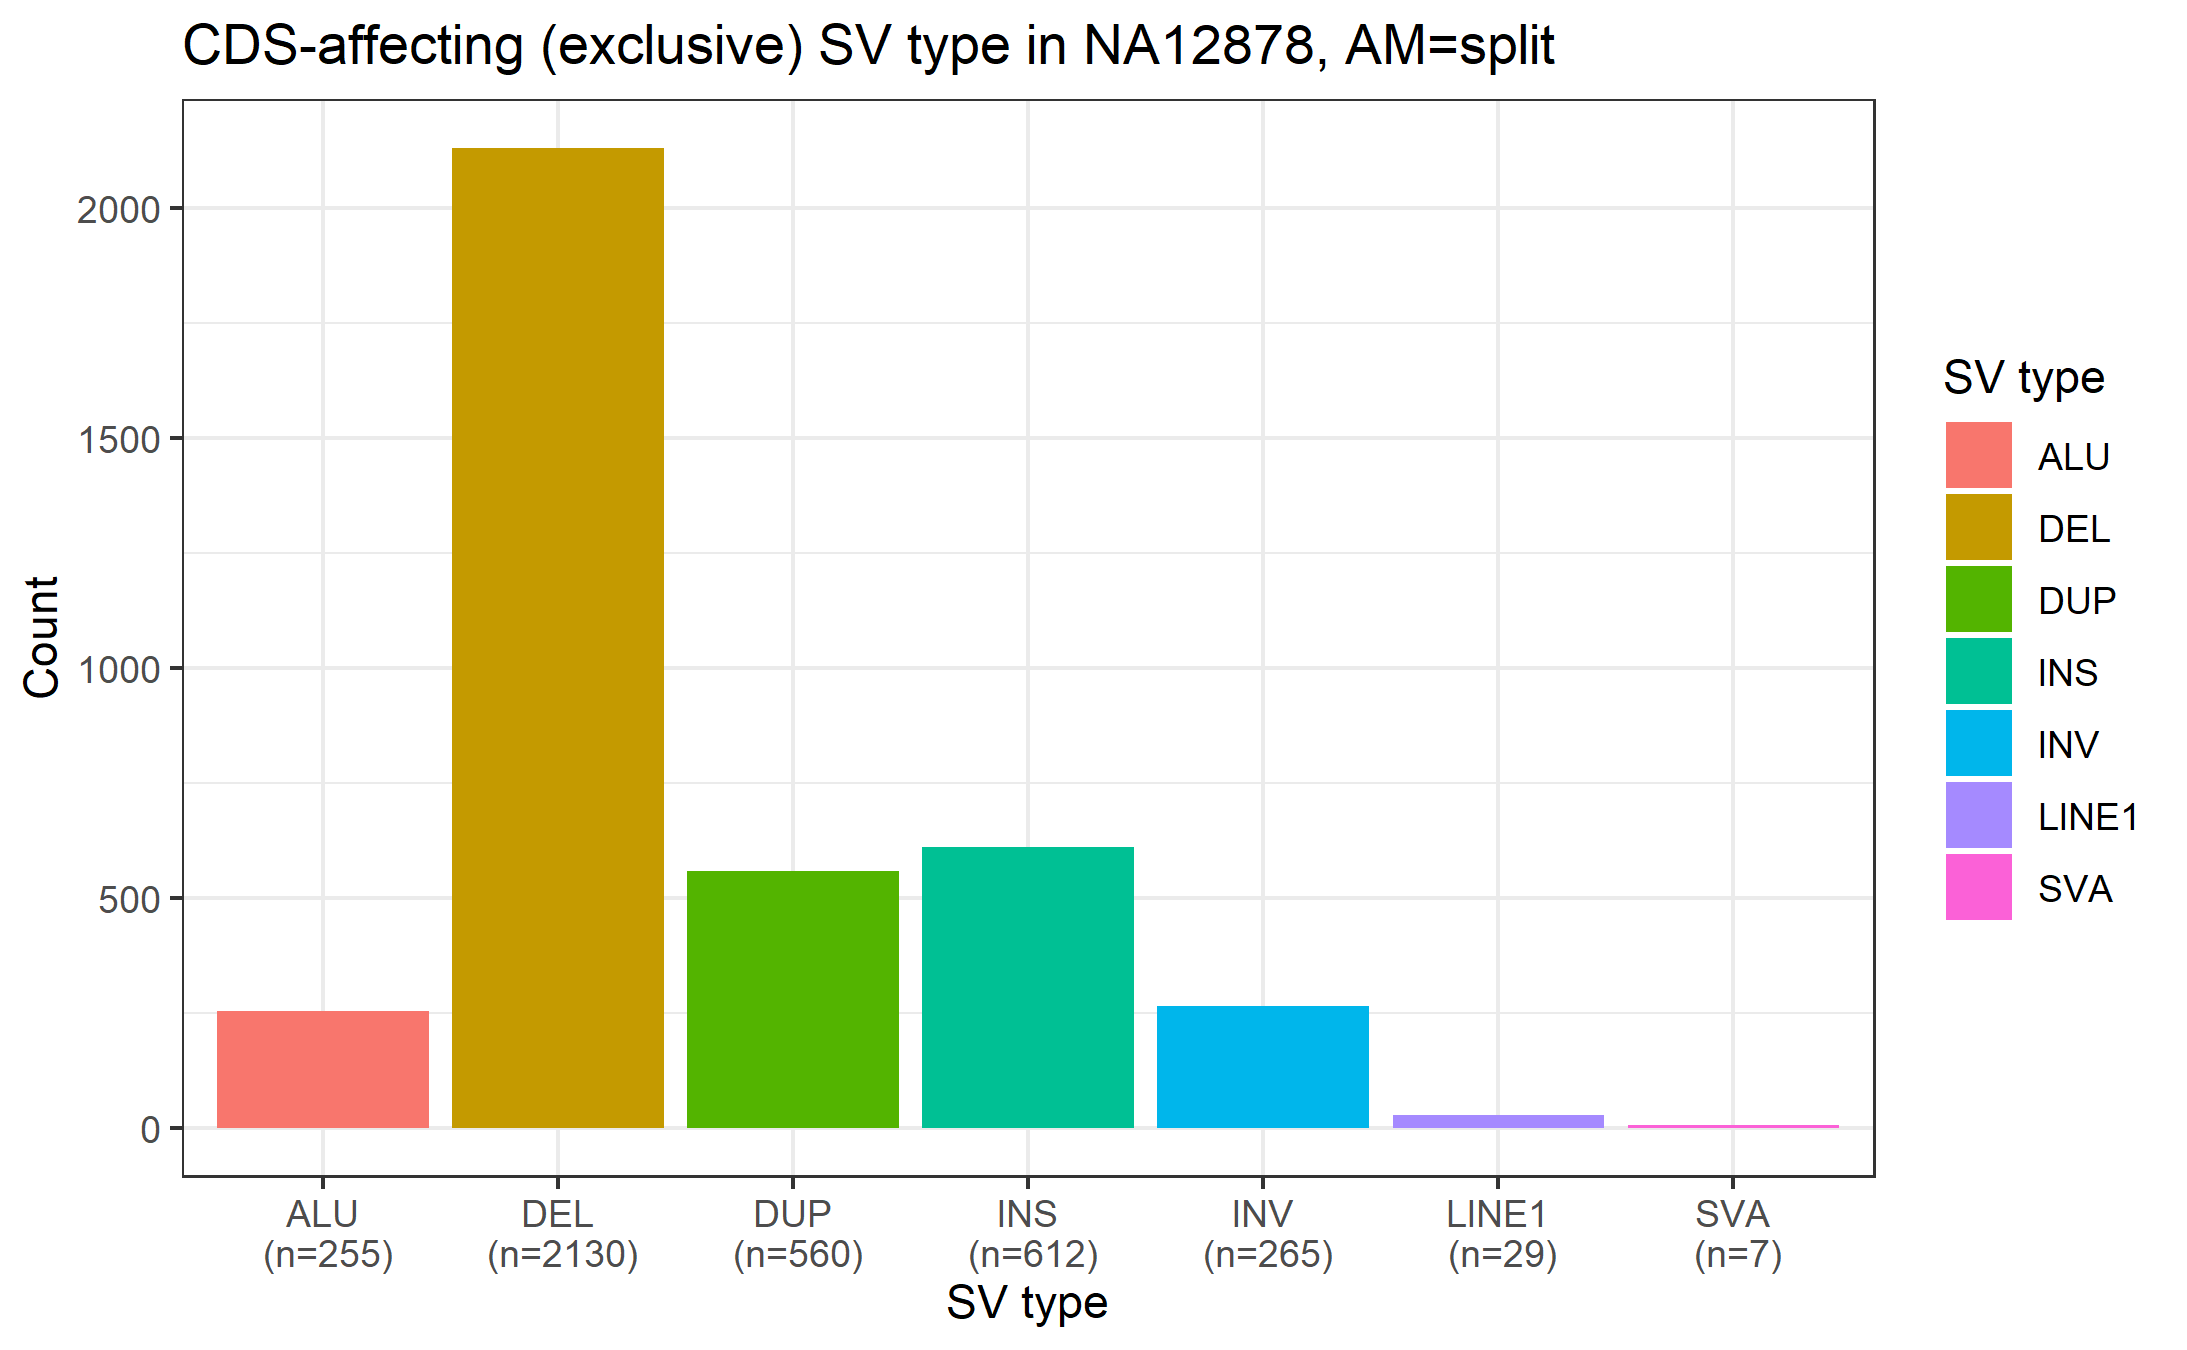 CDS-affecting (exclusive) SV type in NA12878, AM=split
Count
2000
1500
1000
500
0
ALU
(n=255)
DEL
(n=2130)
DUP
(n=560)
INS
(n=612)
INV
(n=265)
LINE1
(n=29)
SVA
(n=7)
SV type
SV type
ALU
DEL
DUP
INS
INV
LINE1
SVA